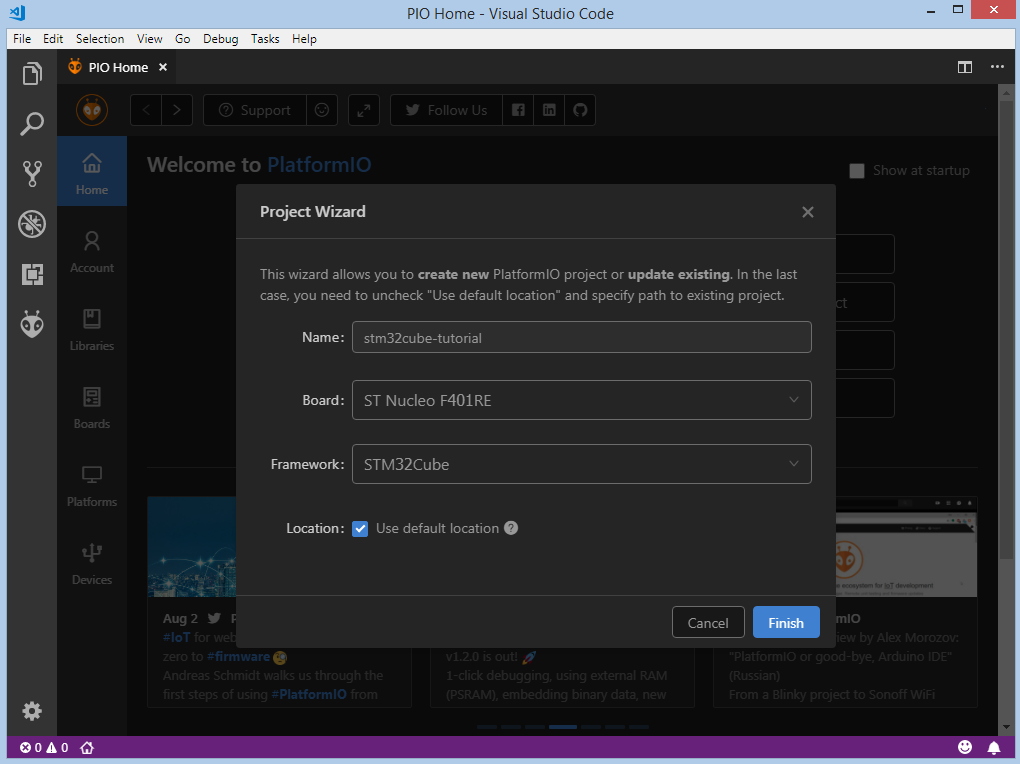 PIO Home - Visual Studio Code
File Edit Selection View Go Debug Tasks Help
PIO Home
Support
Follow Us
Welcome to PlatformIO
Show at startup
Home
Account
Libraries
Boards
Platforms
Devices
Project Wizard
This wizard allows you to create new PlatformIO project or update existing. In the last
case, you need to uncheck "Use default location" and specify path to existing project.
Name: stm32cube-tutorial
Board: ST Nucleo F401RE
Framework: STM32Cube
Location: Use default location ?
Cancel Finish
ct
Aug 2 P
#IoT for web
zero to #firmware
Andreas Schmidt walks us through the
first steps of using #PlatformIO from
v1.2.0 is out!
1-click debugging, using external RAM
(PSRAM), embedding binary data, new
ecosystem for IoT development
mIO
view by Alex Morozov:
"PlatformIO or good-bye, Arduino IDE"
(Russian)
From a Blinky project to Sonoff WiFi
0 0